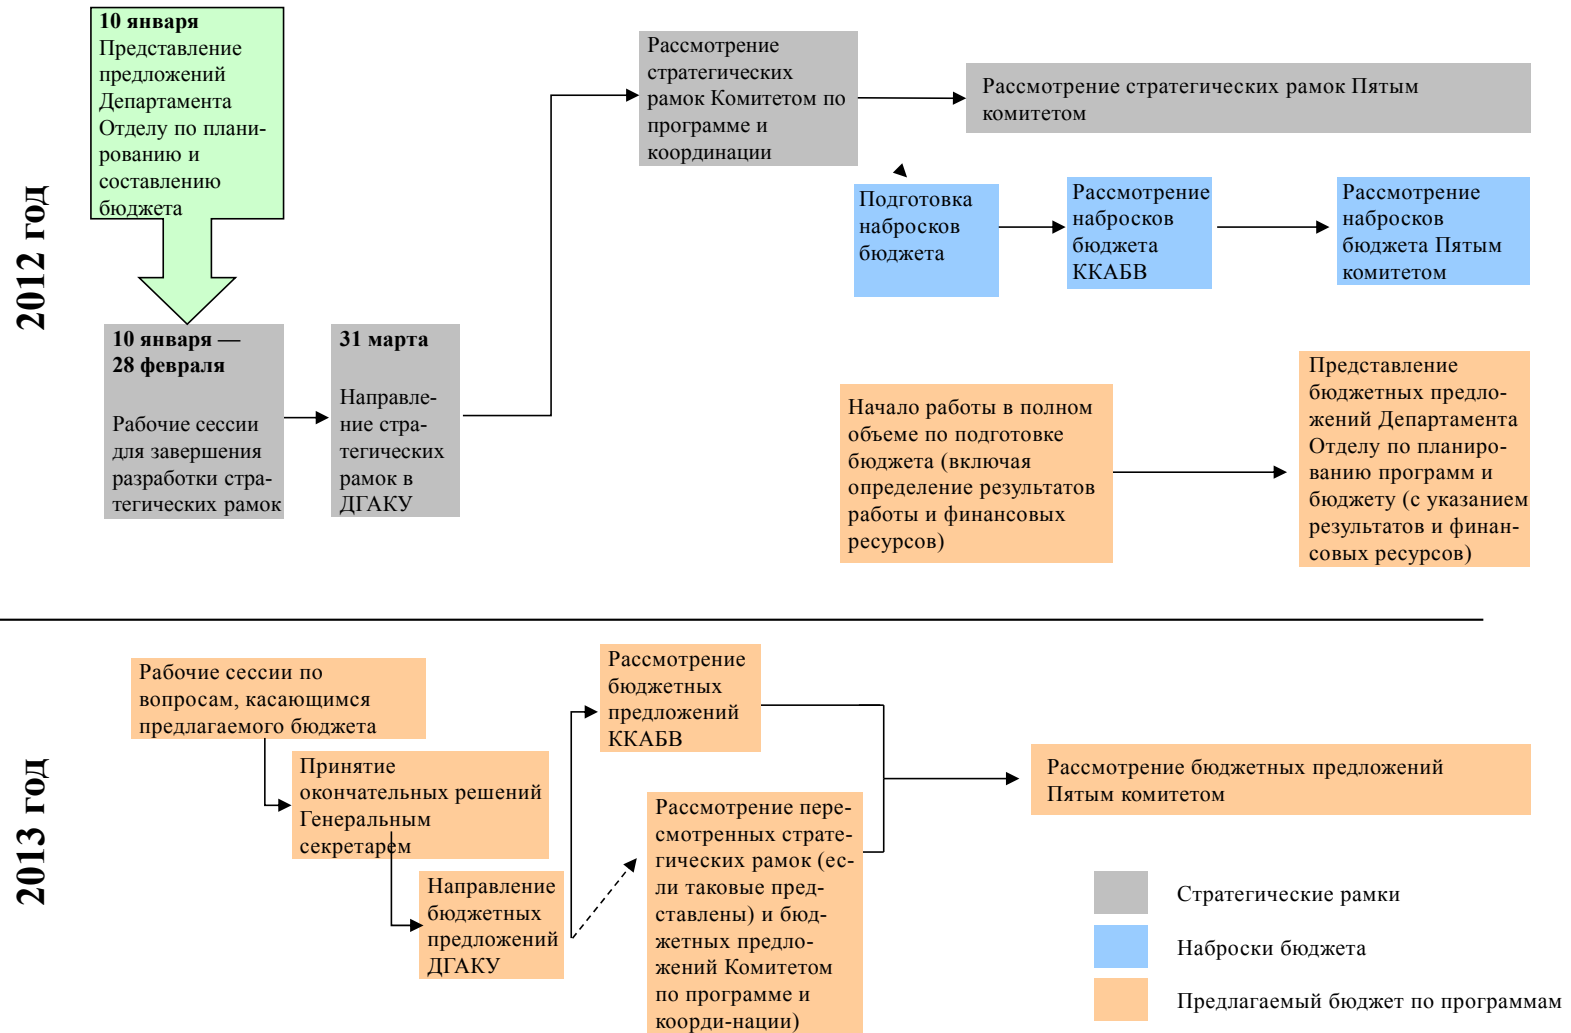 2012 год
10 января
Представление
предложений
Департамента
Отделу по плани-
рованию и
составлению
бюджета
10 января —
28 февраля
Рабочие сессии
для завершения
разработки стра-
тегических рамок
31 марта
Направле-
ние стра-
тегических
рамок в
ДГАКУ
Рассмотрение
стратегических
рамок Комитетом по
программе и
координации
Рассмотрение стратегических рамок Пятым
комитетом
Подготовка
набросков
бюджета
Рассмотрение
набросков
бюджета
ККАБВ
Рассмотрение
набросков
бюджета Пятым
комитетом
Начало работы в полном
объеме по подготовке
бюджета (включая
определение результатов
работы и финансовых
ресурсов)
Представление
бюджетных предло-
жений Департамента
Отделу по планиро-
ванию программ и
бюджету (с указанием
результатов и финан-
совых ресурсов)
2013 год
Рабочие сессии по
вопросам, касающимся
предлагаемого бюджета
Принятие
окончательных решений
Генеральным
секретарем
Направление
бюджетных
предложений
ДГАКУ
Рассмотрение
бюджетных
предложений
ККАБВ
Рассмотрение пере-
смотренных страте-
гических рамок (ес-
ли таковые пред-
ставлены) и бюд-
жетных предло-
жений Комитетом
по программе и
коорди-нации)
Рассмотрение бюджетных предложений
Пятым комитетом
Стратегические рамки
Наброски бюджета
Предлагаемый бюджет по программам